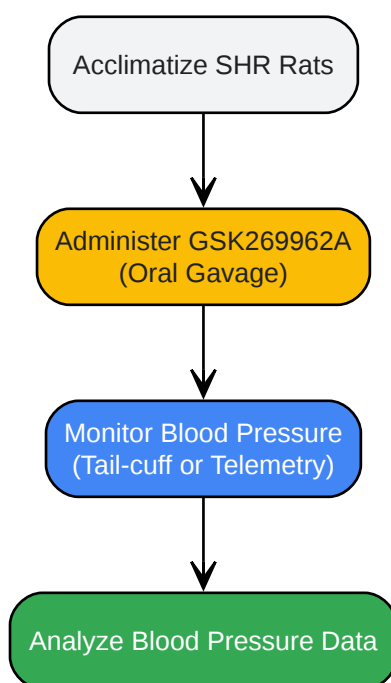 Acclimatize SHR Rats
Administer GSK269962A
(Oral Gavage)
Monitor Blood Pressure
(Tail-cuff or Telemetry)
Analyze Blood Pressure Data